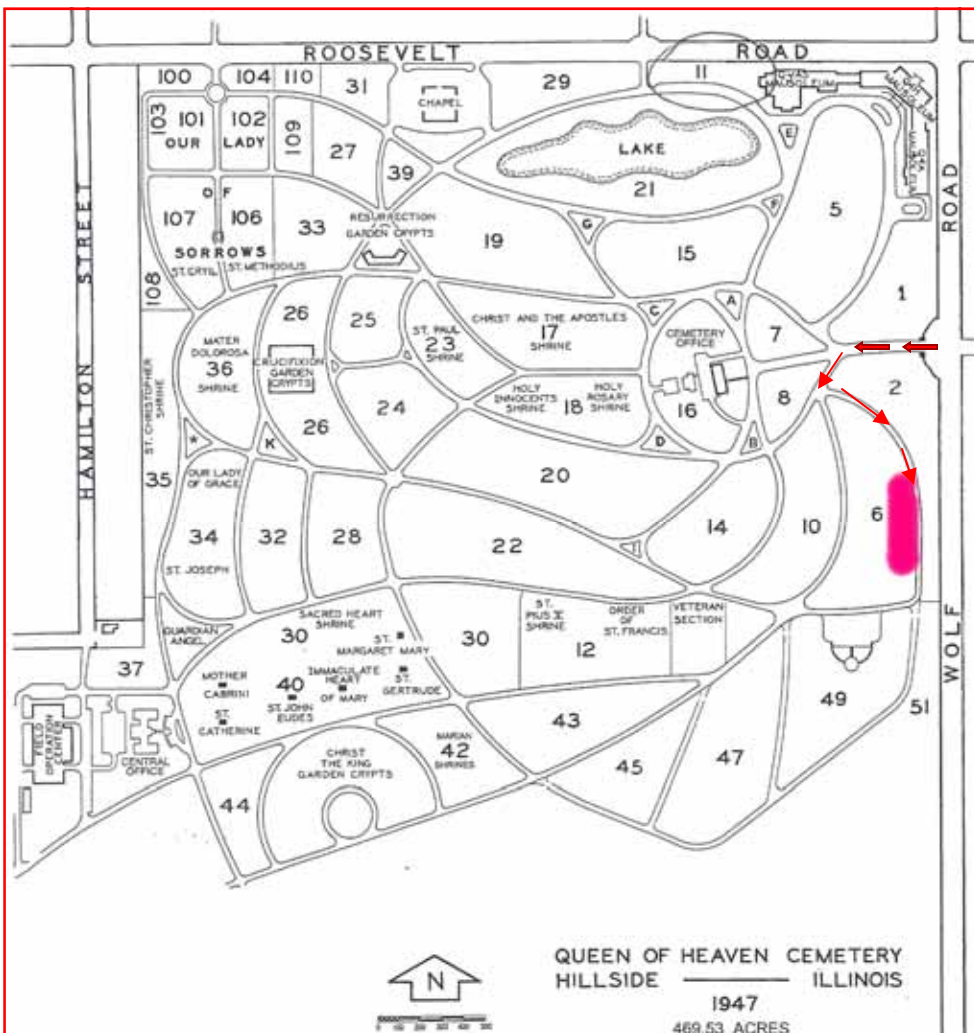 ROOSEVELT ROAD
100
104
110
31
29
11
MAUSOLEUM
CHAPEL
103
101
102
OUR LADY
109
27
39
LAKE
21
E
MAUSOLEUM
5
F
G
107
OF
106
33
RESURRECTION
GARDEN CRYPTS
19
15
SORROWS
ST. CRYIL
ST. METHODIUS
108
1
HAMILTON STREET
WOLF ROAD
26
25
ST. PAUL
23
SHRINE
CHRIST AND THE APOSTLES
17
SHRINE
C
A
CEMETERY
OFFICE
7
MATER
DOLOROSA
36
SHRINE
CRUCIFIXION
GARDEN
CRYPTS
ST. CHRISTOPHER
SHRINE
24
HOLY
INNOCENTS
SHRINE
18
HOLY
ROSARY
SHRINE
16
8
2
26
K
D
B
35
OUR LADY
OF GRACE
34
ST. JOSEPH
32
28
20
22
14
10
6
GUARDIAN
ANGEL
SACRED HEART
SHRINE
30
ST.
MARGARET MARY
30
ST.
PIUS X
SHRINE
ORDER
OF
ST. FRANCIS
12
VETERAN
SECTION
37
MOTHER
CABRINI
40
IMMACULATE
HEART
OF MARY
ST.
GERTRUDE
ST. JOHN
EUDES
ST.
CATHERINE
49
51
FIELD
OPERATION
CENTER
CENTRAL
OFFICE
CHRIST
THE KING
GARDEN CRYPTS
MARIAN
42
SHRINES
43
45
47
44
N
QUEEN OF HEAVEN CEMETERY
HILLSIDE ILLINOIS
1947
469.53 ACRES